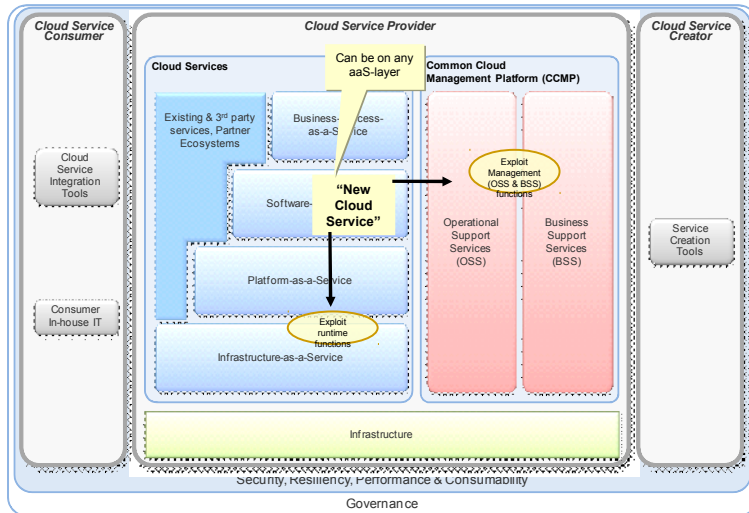 Cloud Service
Consumer
Cloud Service Provider
Cloud Service
Creator
Can be on any
aaS-layer
Cloud Services
Common Cloud
Management Platform (CCMP)
Existing & 3rd party
services, Partner
Ecosystems
as-a-Service
Cloud
Service
Integration
Tools
Exploit
Management
(OSS & BSS)
functions
"New
Cloud
Service"
Software-
Operational
Support
Services
(OSS)
Business
Support
Services
(BSS)
Service
Creation
Tools
Platform-as-a-Service
Consumer
In-house IT
Exploit
runtime
functions
Infrastructure-as-a-Service
Infrastructure
Security, Resiliency, Performance & Consumability
Governance